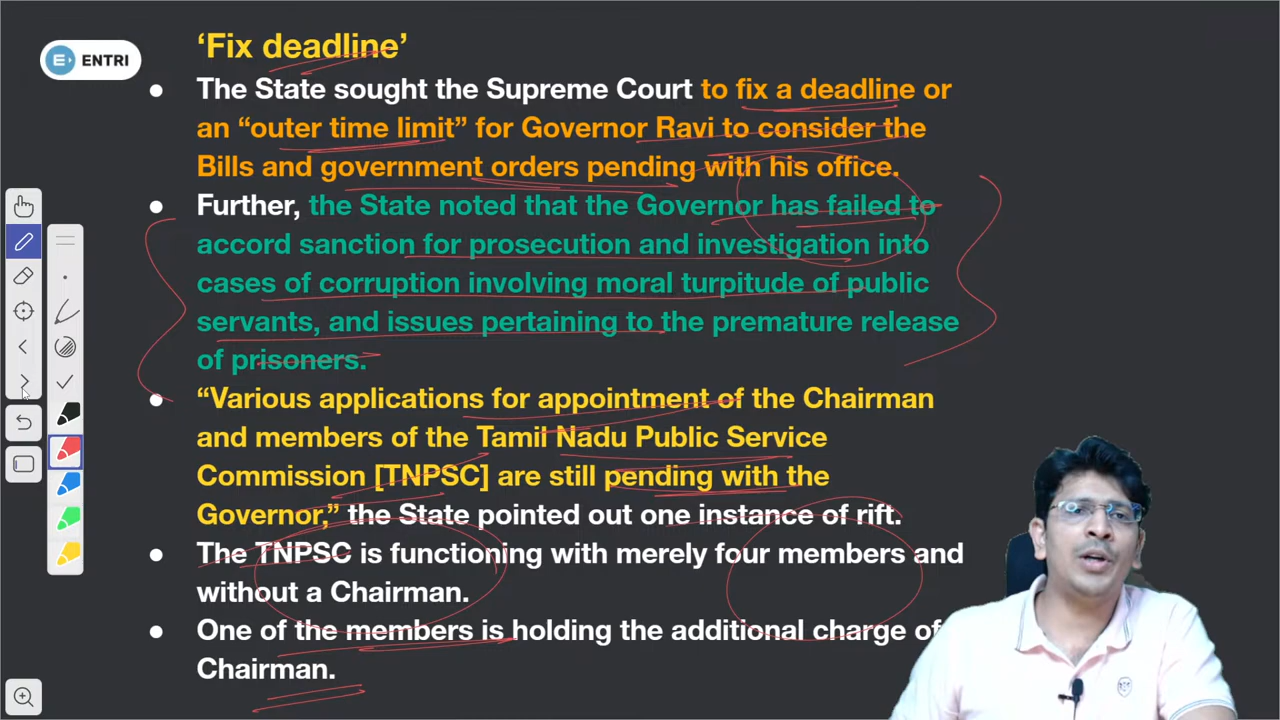 ENTRI
‘Fix deadline’
● The State sought the Supreme Court to fix a deadline or
an “outer time limit” for Governor Ravi to consider the
Bills and government orders pending with his office.
● Further, the State noted that the Governor has failed to
accord sanction for prosecution and investigation into
cases of corruption involving moral turpitude of public
servants, and issues pertaining to the premature release
of prisoners.
● “Various applications for appointment of the Chairman
and members of the Tamil Nadu Public Service
Commission [TNPSC] are still pending with the
Governor,” the State pointed out one instance of rift.
● The TNPSC is functioning with merely four members and
without a Chairman.
● One of the members is holding the additional charge of
Chairman.